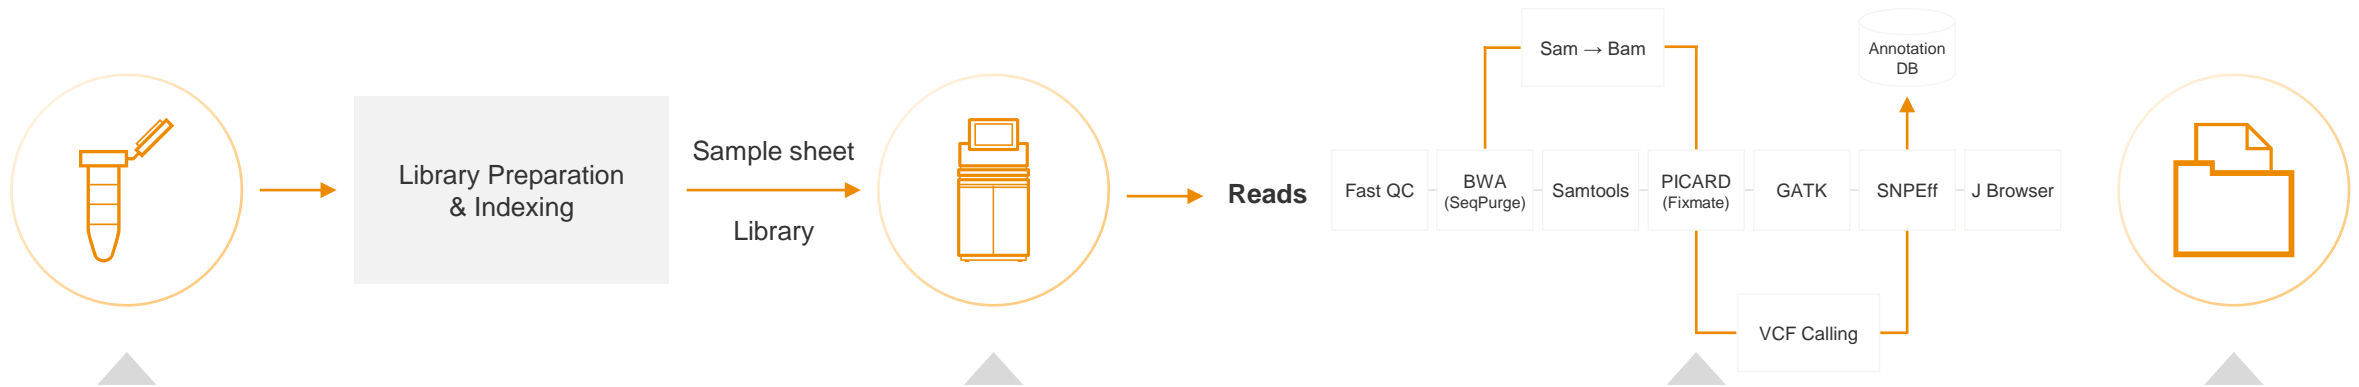 Library Preparation
& Indexing
Sample sheet
Library
Reads
Sam → Bam
Annotation
DB
Fast QC
BWA
(SeqPurge)
Samtools
PICARD
(Fixmate)
GATK
SNPEff
J Browser
VCF Calling